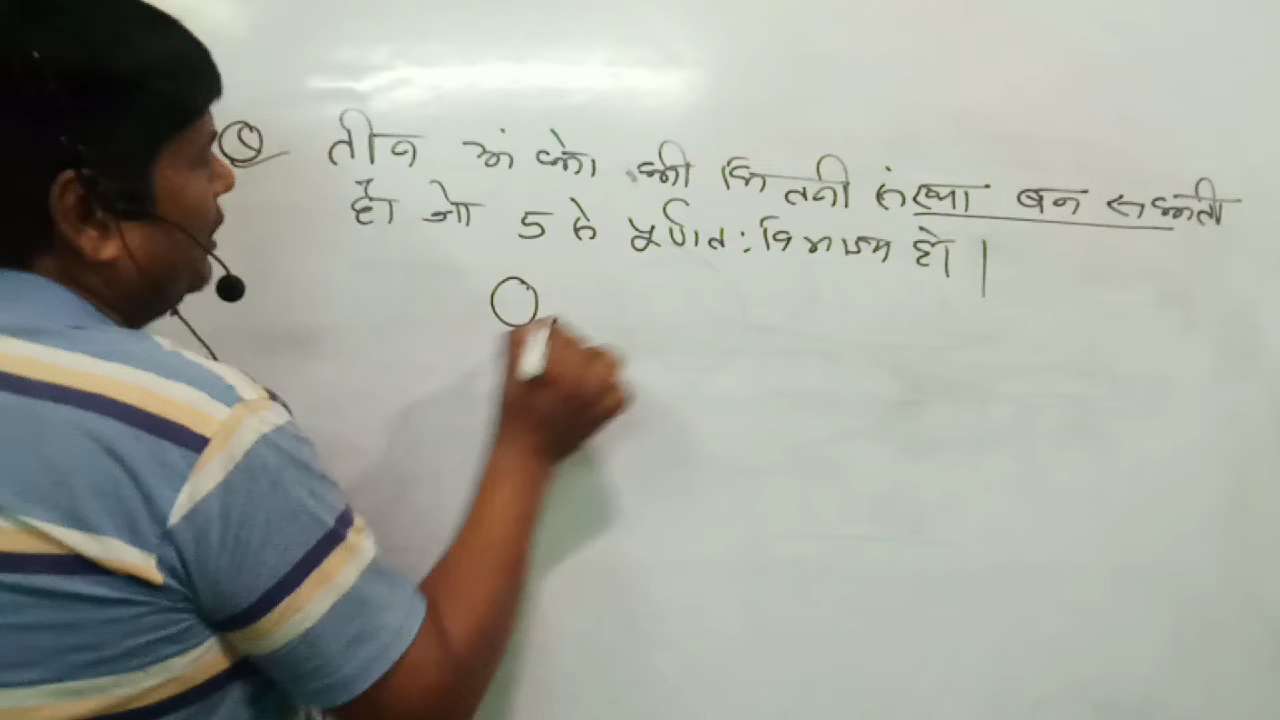 Q तीन अंको की कितनी संख्या बन सकती
है जो 5 से पूर्णत: विभाज्य हो।